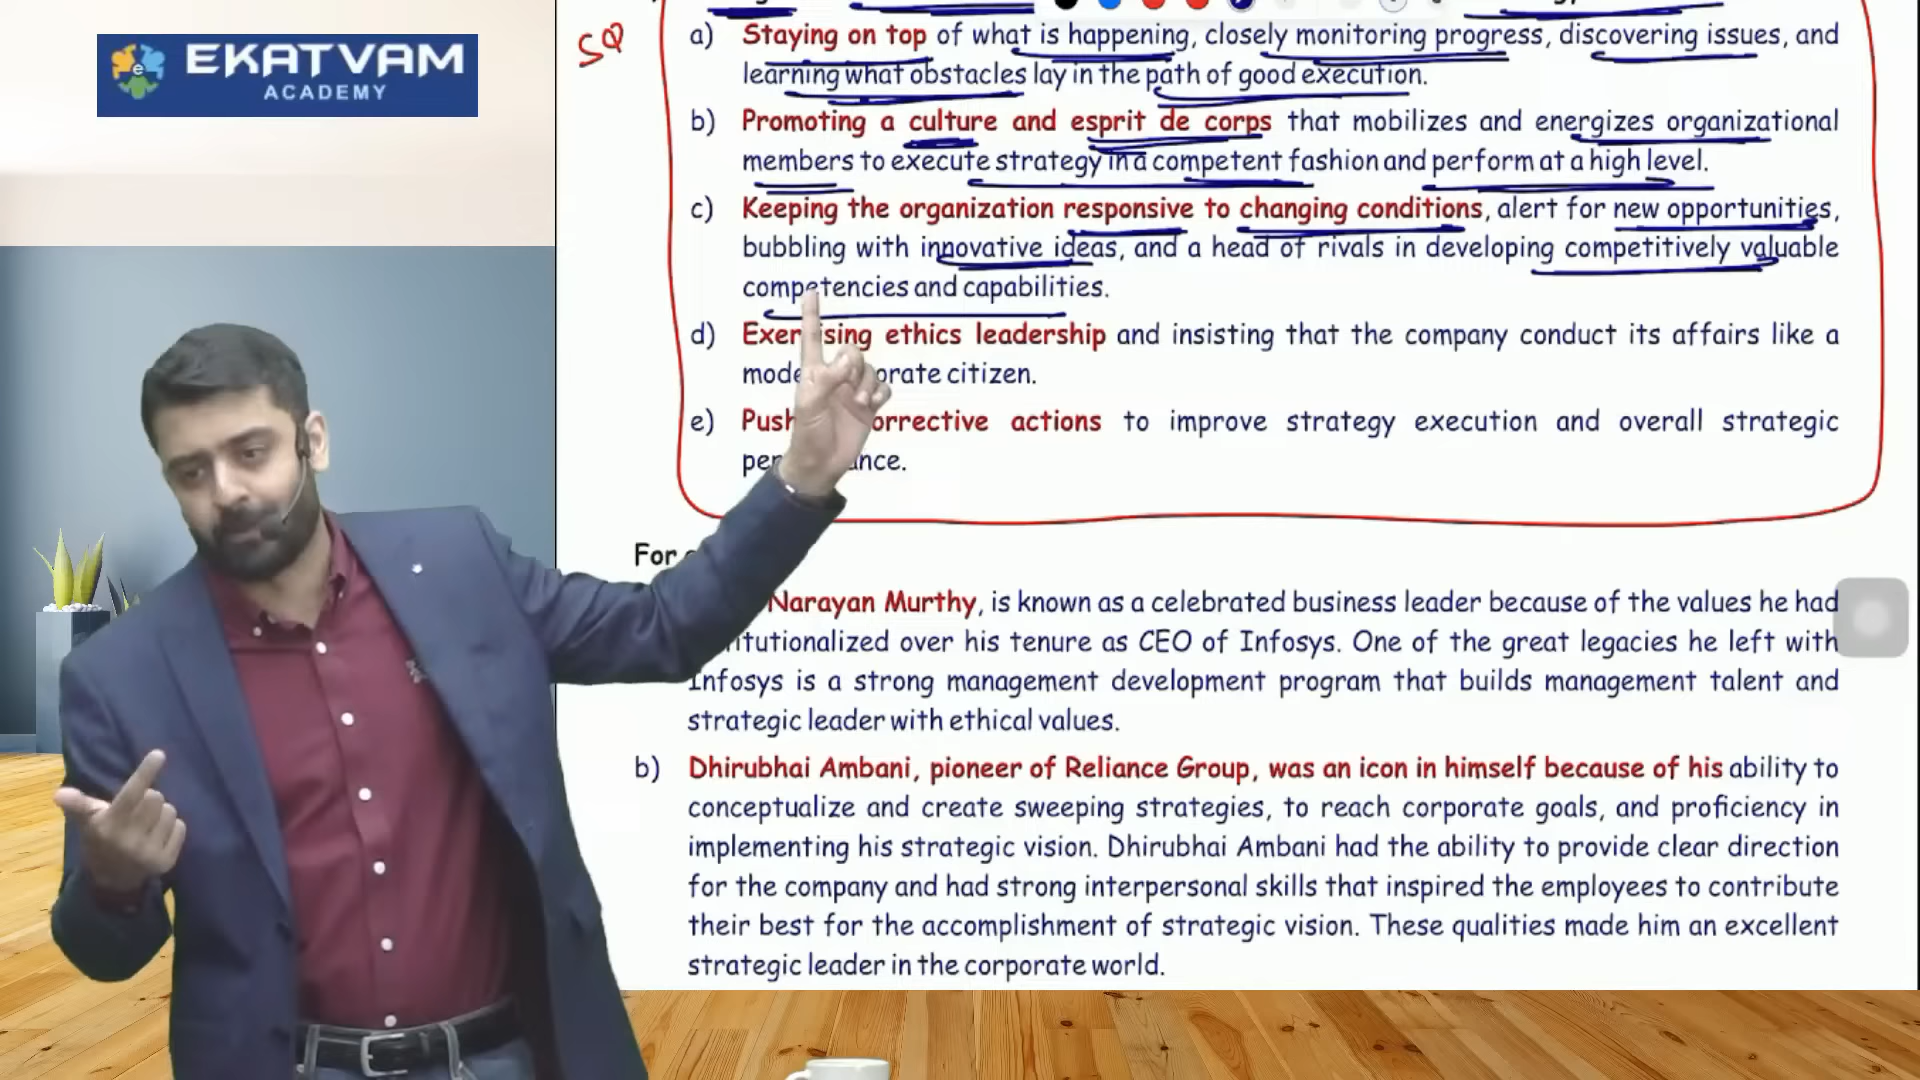 EKATVAM
ACADEMY
SQ
a) Staying on top of what is happening, closely monitoring progress, discovering issues, and
learning what obstacles lay in the path of good execution.
b) Promoting a culture and esprit de corps that mobilizes and energizes organizational
members to execute strategy in a competent fashion and perform at a high level.
c) Keeping the organization responsive to changing conditions, alert for new opportunities,
bubbling with innovative ideas, and a head of rivals in developing competitively valuable
competencies and capabilities.
d) ethics leadership and insisting that the company conduct its affairs like a
citizen.
e) actions to improve strategy execution and overall strategic
For
Narayan Murthy, is known as a celebrated business leader because of the values he had
over his tenure as CEO of Infosys. One of the great legacies he left with
Infosys is a strong management development program that builds management talent and
strategic leader with ethical values.
b) Dhirubhai Ambani, pioneer of Reliance Group, was an icon in himself because of his ability to
conceptualize and create sweeping strategies, to reach corporate goals, and proficiency in
implementing his strategic vision. Dhirubhai Ambani had the ability to provide clear direction
for the company and had strong interpersonal skills that inspired the employees to contribute
their best for the accomplishment of strategic vision. These qualities made him an excellent
strategic leader in the corporate world.